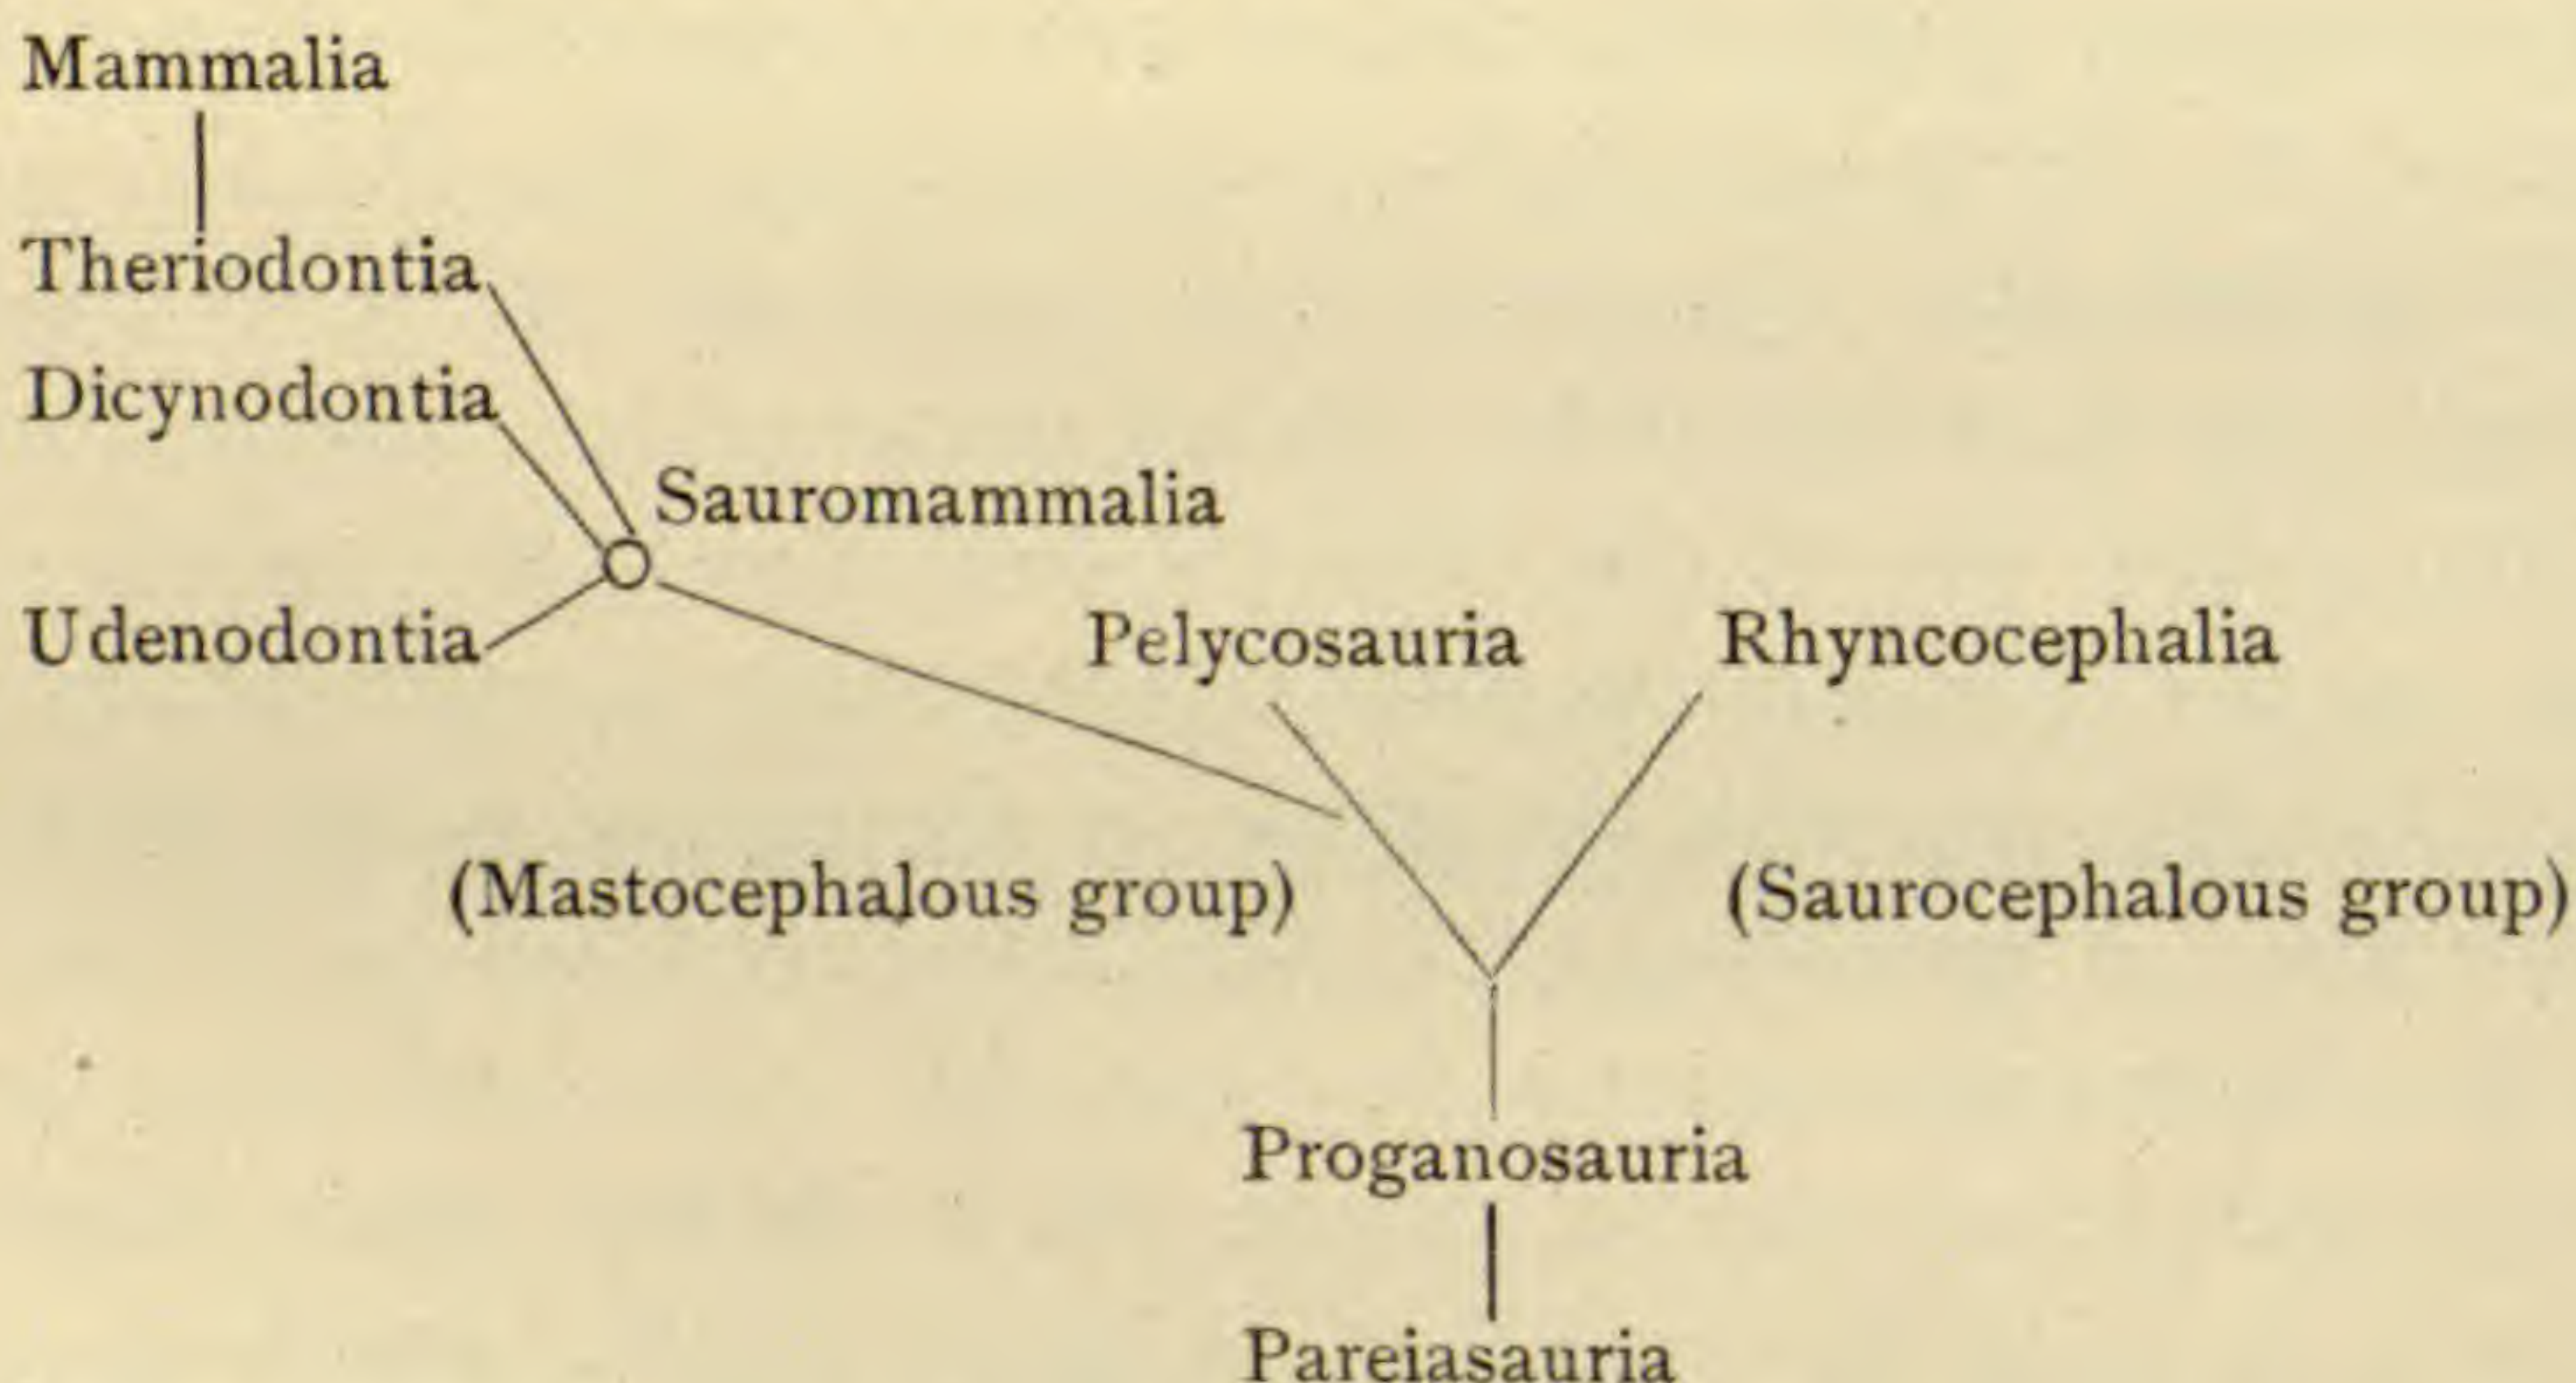 Mammalia
Theriodontia
Dicynodontia
Sauromammalia
Udenodontia
Pelycosauria
Rhyncocephalia
(Mastocephalous group)
(Saurocephalous group)
Proganosauria
Pareiasauria